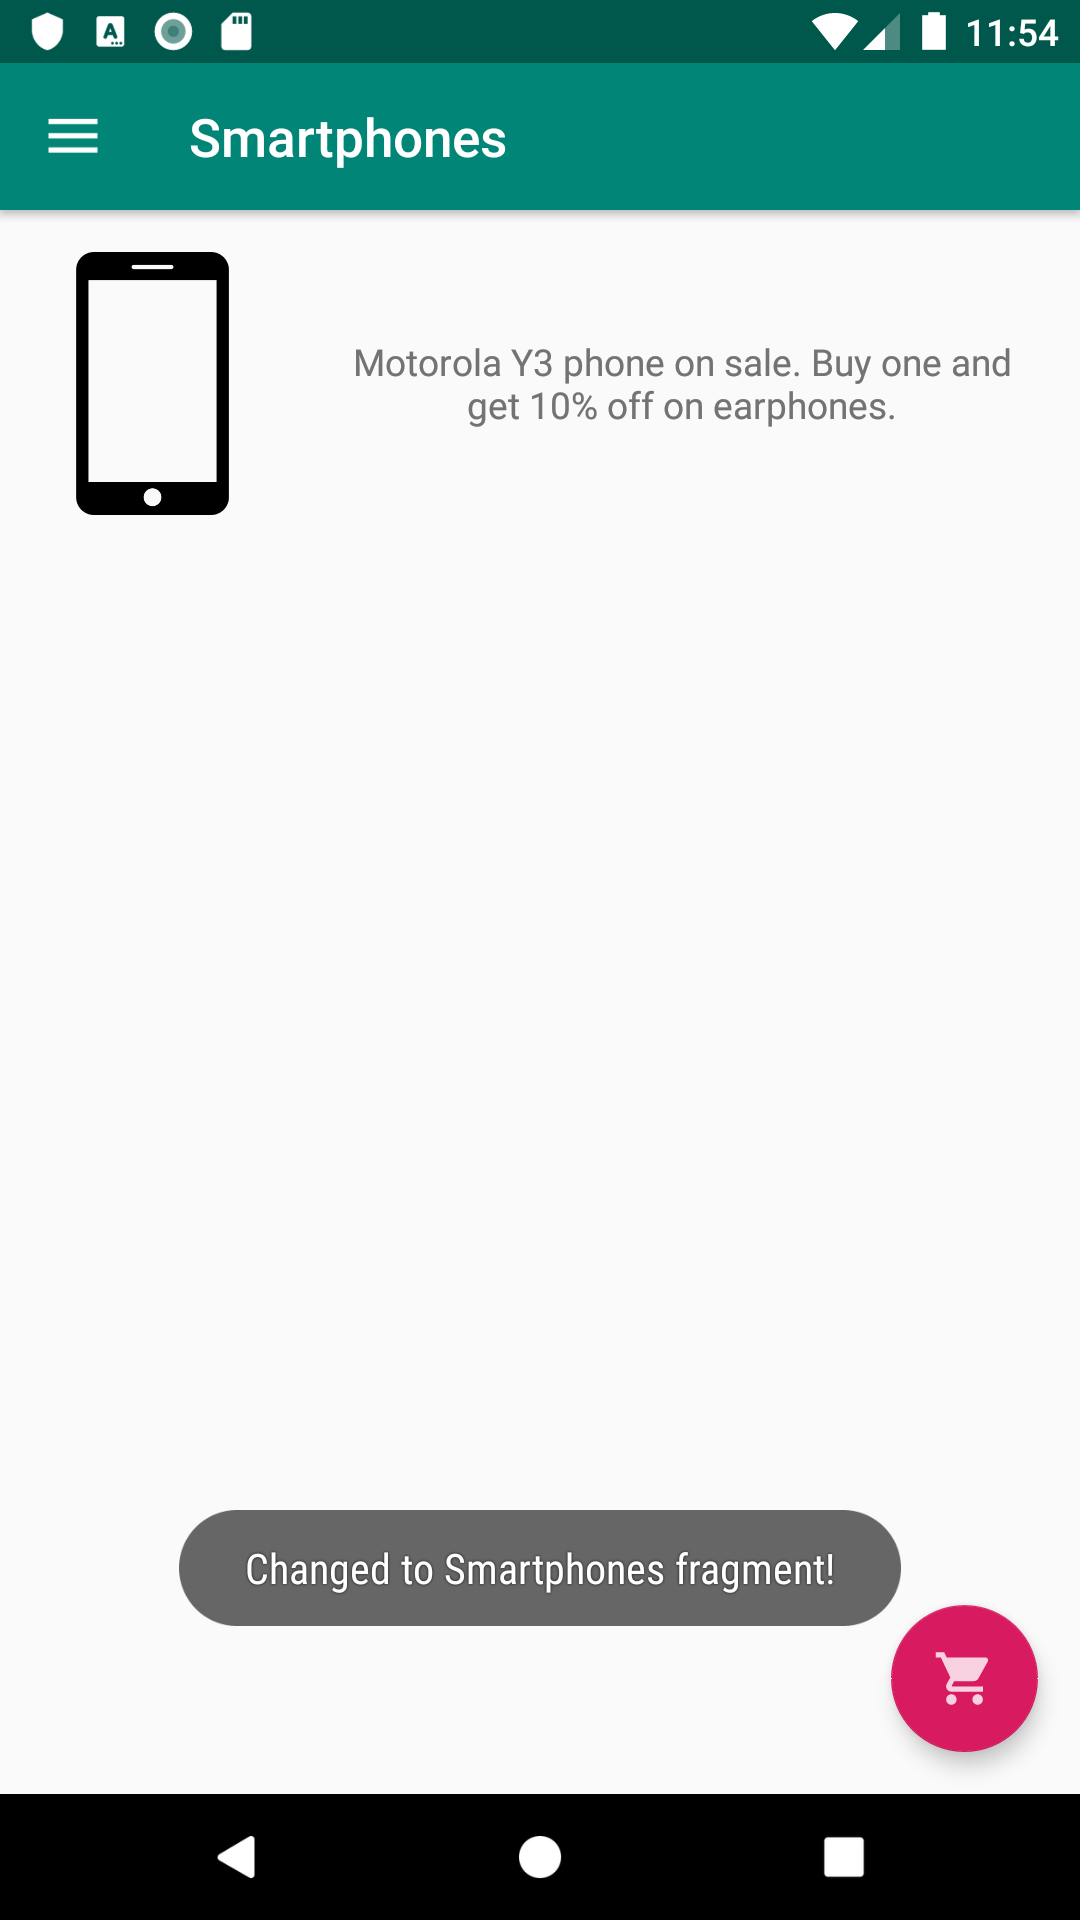 11:54
Smartphones
Motorola Y3 phone on sale. Buy one and
get 10% off on earphones.
Changed to Smartphones fragment!